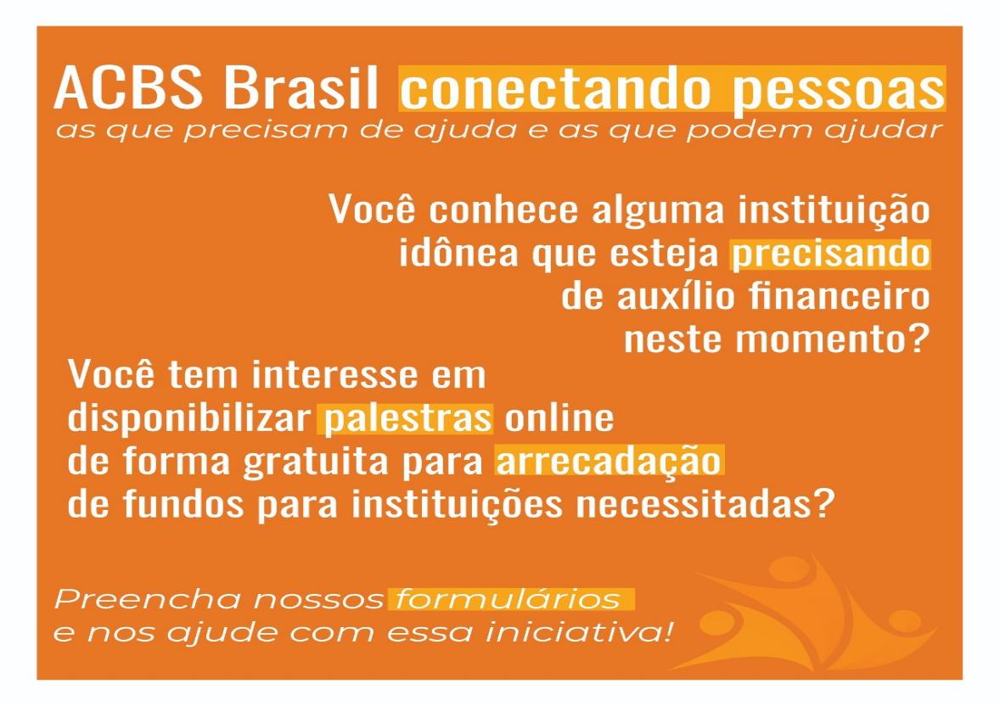 ACBS Brasil conectando pessoas
as que precisam de ajuda e as que podem ajudar
Você conhece alguma instituição
idônea que esteja precisando
de auxílio financeiro
neste momento?
Você tem interesse em
disponibilizar palestras online
de forma gratuita para arrecadação
de fundos para instituições necessitadas?
Preencha nossos formulários
e nos ajude com essa iniciativa!